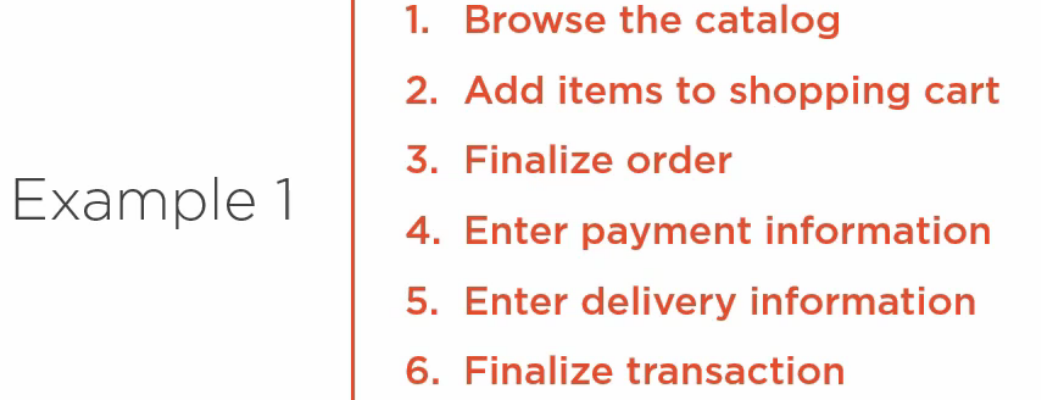 Example 1
1. Browse the catalog
2. Add items to shopping cart
3. Finalize order
4. Enter payment information
5. Enter delivery information
6. Finalize transaction